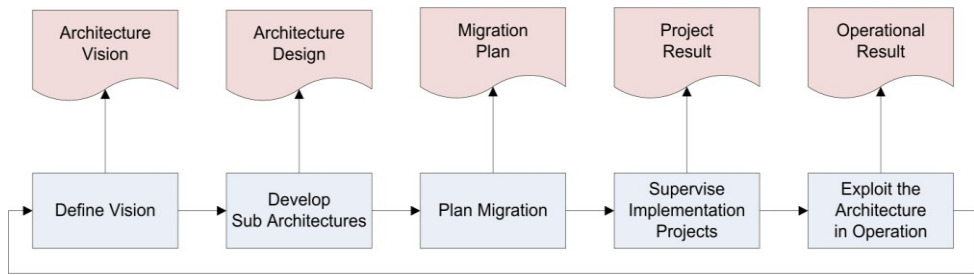 Architecture
Vision
Architecture
Design
Migration
Plan
Project
Result
Operational
Result
Define Vision
Develop
Sub Architectures
Plan Migration
Supervise
Implementation
Projects
Exploit the
Architecture
in Operation